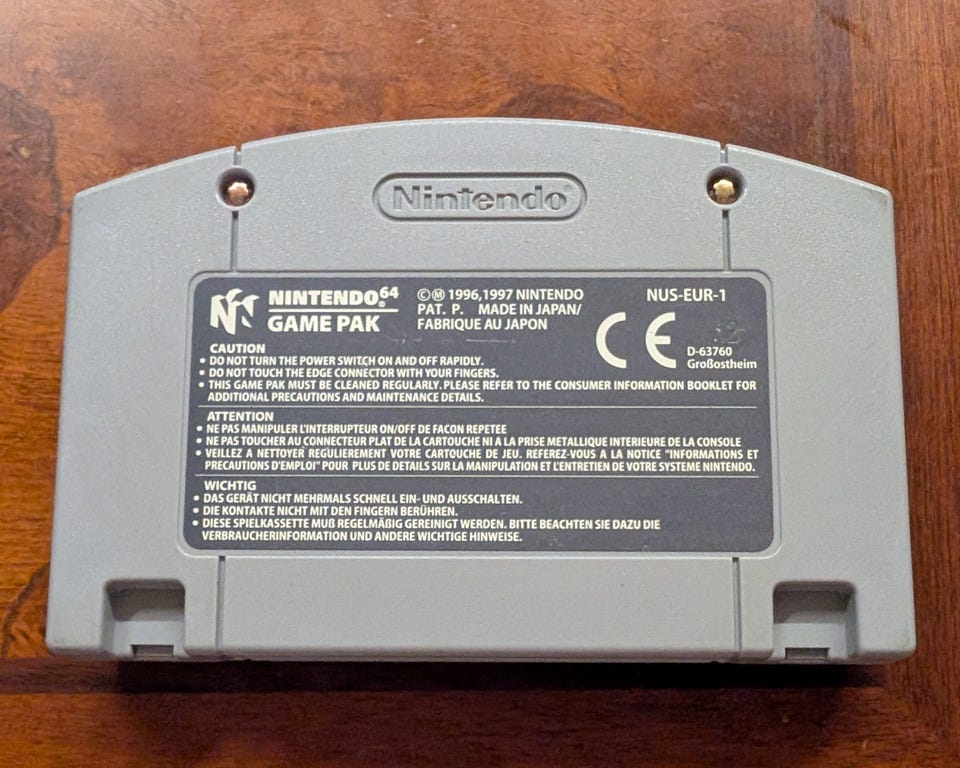 Nintendo®
NINTENDO®64
GAME PAK
©Ⓜ 1996,1997 NINTENDO
PAT. P. MADE IN JAPAN/
FABRIQUE AU JAPON
NUS-EUR-1
CE
D-63760
Großostheim
CAUTION
• DO NOT TURN THE POWER SWITCH ON AND OFF RAPIDLY.
• DO NOT TOUCH THE EDGE CONNECTOR WITH YOUR FINGERS.
• THIS GAME PAK MUST BE CLEANED REGULARLY. PLEASE REFER TO THE CONSUMER INFORMATION BOOKLET FOR
ADDITIONAL PRECAUTIONS AND MAINTENANCE DETAILS.
ATTENTION
• NE PAS MANIPULER L'INTERRUPTEUR ON/OFF DE FACON REPETEE
• NE PAS TOUCHER AU CONNECTEUR PLAT DE LA CARTOUCHE NI A LA PRISE METALLIQUE INTERIEURE DE LA CONSOLE
• VEILLEZ A NETTOYER REGULIEREMENT VOTRE CARTOUCHE DE JEU. REFEREZ-VOUS A LA NOTICE "INFORMATIONS ET
PRECAUTIONS D'EMPLOI" POUR PLUS DE DETAILS SUR LA MANIPULATION ET L'ENTRETIEN DE VOTRE SYSTEME NINTENDO.
WICHTIG
• DAS GERÄT NICHT MEHRMALS SCHNELL EIN- UND AUSSCHALTEN.
• DIE KONTAKTE NICHT MIT DEN FINGERN BERÜHREN.
• DIESE SPIELKASSETTE MUß REGELMÄßIG GEREINIGT WERDEN. BITTE BEACHTEN SIE DAZU DIE
VERBRAUCHERINFORMATION UND ANDERE WICHTIGE HINWEISE.